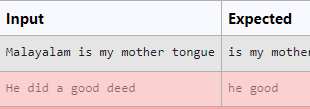 Input Expected
Malayalam is my mother tongue is my mother
He did a good deed he good